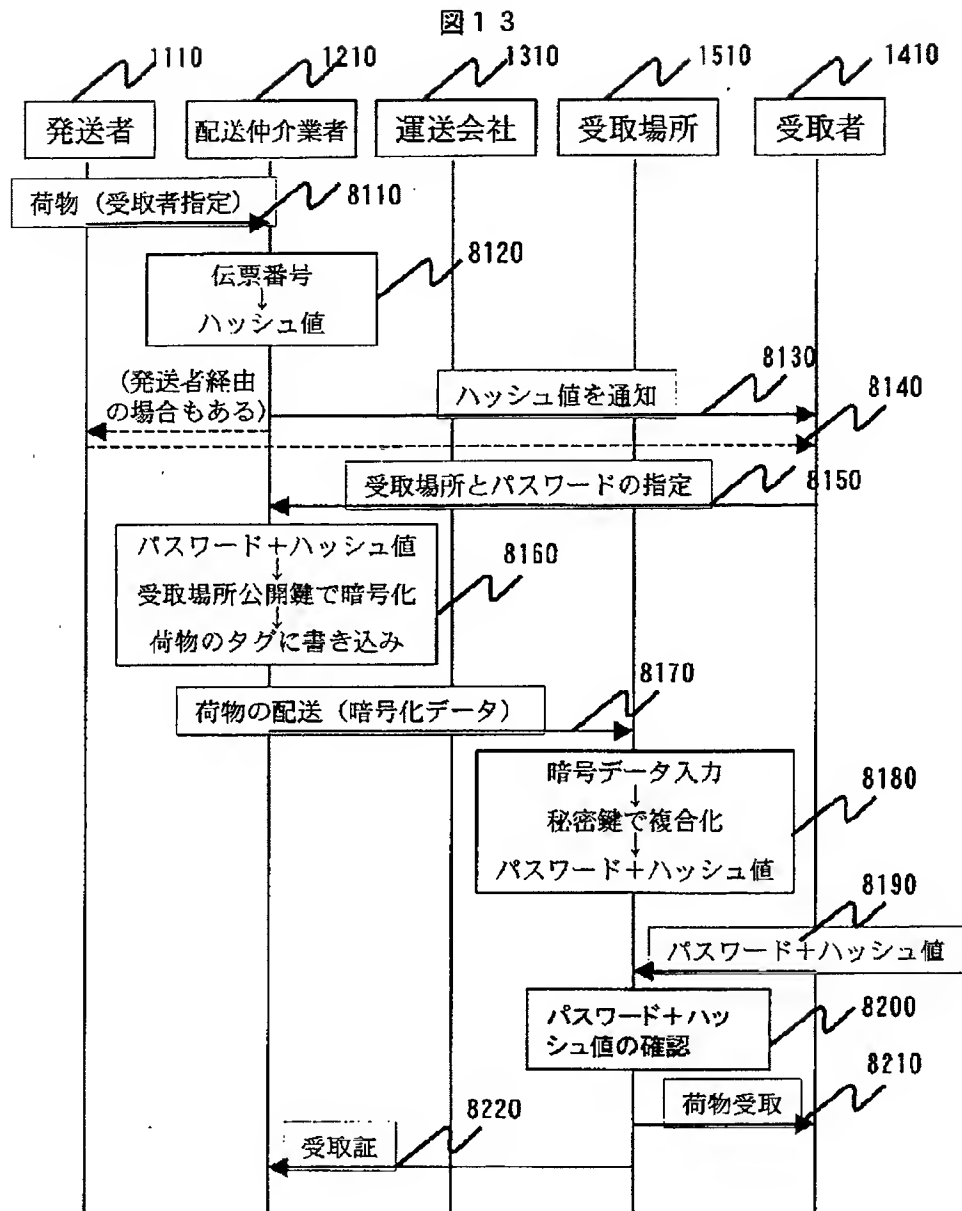 図13
1110
1210
1310
1510
1410
発送者
配送仲介業者
運送会社
受取場所
受取者
荷物（受取者指定）
8110
伝票番号
↓
ハッシュ値
8120
8130
ハッシュ値を通知
8140
（発送者経由
の場合もある）
受取場所とパスワードの指定
8150
パスワード＋ハッシュ値
↓
受取場所公開鍵で暗号化
↓
荷物のタグに書き込み
8160
荷物の配送（暗号化データ）
8170
暗号データ入力
↓
秘密鍵で複合化
↓
パスワード＋ハッシュ値
8180
8190
パスワード＋ハッシュ値
パスワード＋ハッ
シュ値の確認
8200
荷物受取
8210
受取証
8220